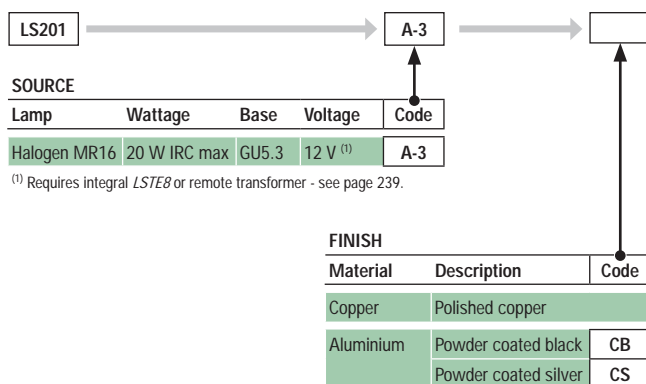 LS201 A-3
SOURCE
Lamp Wattage Base Voltage Code
Halogen MR16 20 W IRC max GU5.3 12 V (1) A-3
(1) Requires integral LSTE8 or remote transformer - see page 239.
FINISH
Material Description Code
Copper Polished copper
Aluminium Powder coated black CB
Powder coated silver CS